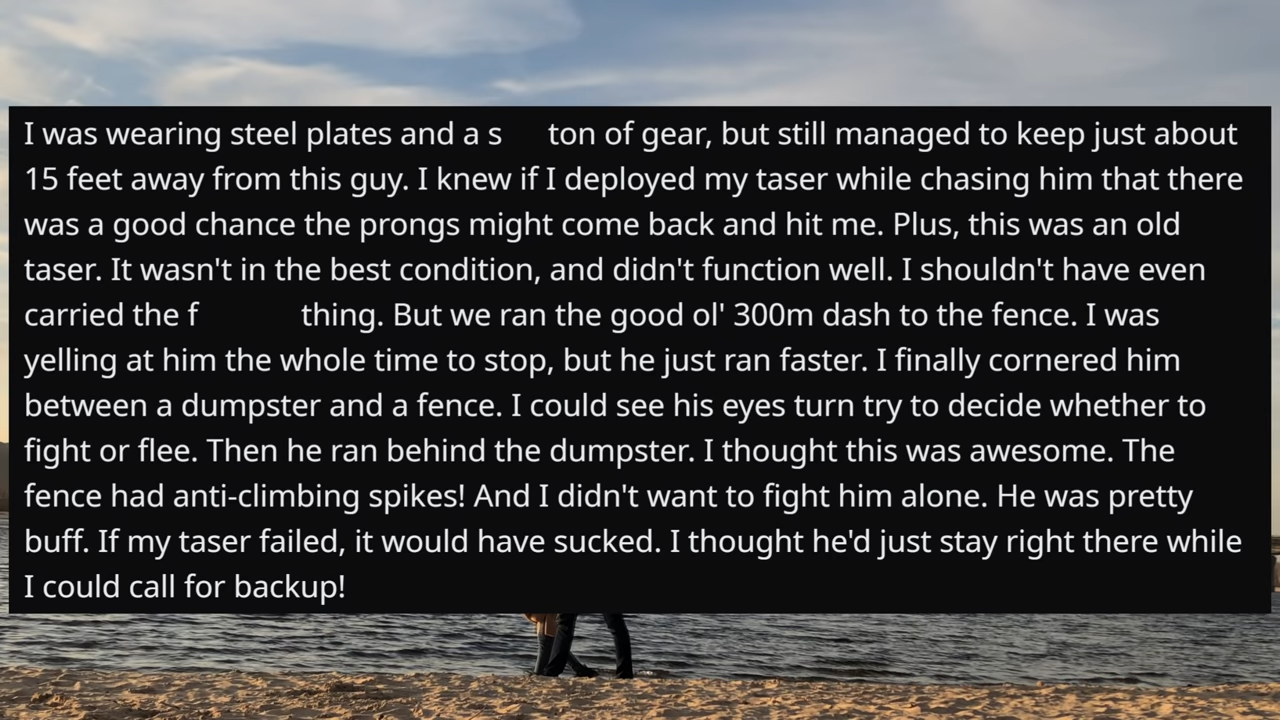 I was wearing steel plates and a s ton of gear, but still managed to keep just about
15 feet away from this guy. I knew if I deployed my taser while chasing him that there
was a good chance the prongs might come back and hit me. Plus, this was an old
taser. It wasn't in the best condition, and didn't function well. I shouldn't have even
carried the f thing. But we ran the good ol' 300m dash to the fence. I was
yelling at him the whole time to stop, but he just ran faster. I finally cornered him
between a dumpster and a fence. I could see his eyes turn try to decide whether to
fight or flee. Then he ran behind the dumpster. I thought this was awesome. The
fence had anti-climbing spikes! And I didn't want to fight him alone. He was pretty
buff. If my taser failed, it would have sucked. I thought he'd just stay right there while
I could call for backup!